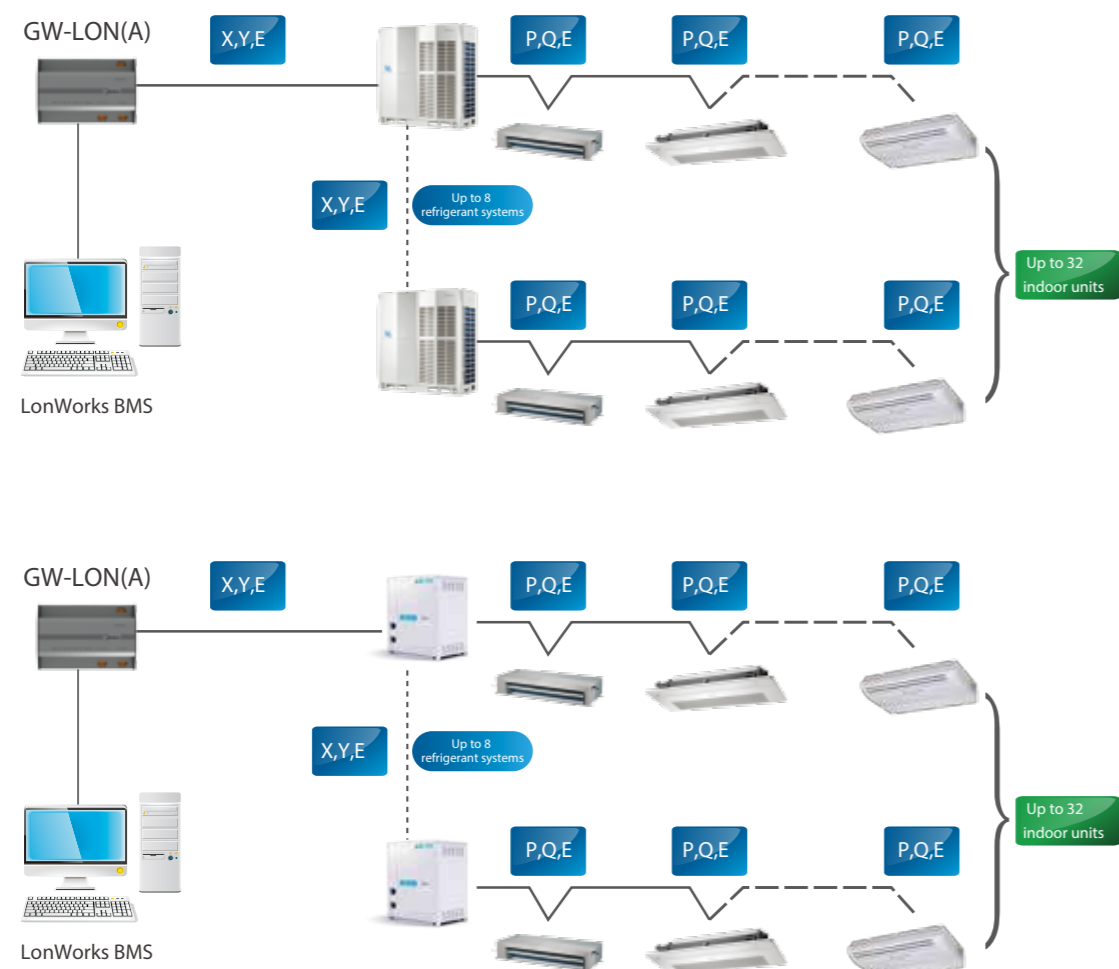 GW-LON(A)
X,Y,E
P,Q,E
P,Q,E
P,Q,E
X,Y,E
Up to 8
refrigerant systems
Up to 32
indoor units
P,Q,E
P,Q,E
P,Q,E
LonWorks BMS
GW-LON(A)
X,Y,E
P,Q,E
P,Q,E
P,Q,E
X,Y,E
Up to 8
refrigerant systems
Up to 32
indoor units
P,Q,E
P,Q,E
P,Q,E
LonWorks BMS